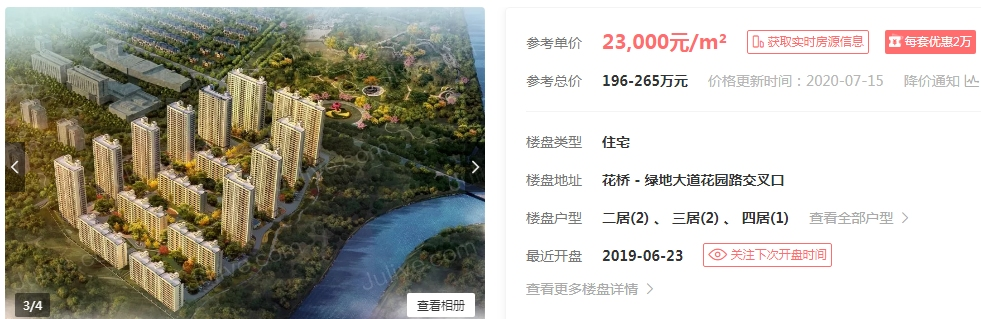 参考单价 23,000元/m² 获取实时房源信息 每套优惠2万
参考总价 196-265万元 价格更新时间：2020-07-15 降价通知
楼盘类型 住宅
楼盘地址 花桥 - 绿地大道花园路交叉口
楼盘户型 二居(2) 、 三居(2) 、 四居(1) 查看全部户型
最近开盘 2019-06-23 关注下次开盘时间
查看更多楼盘详情
3/4 查看相册